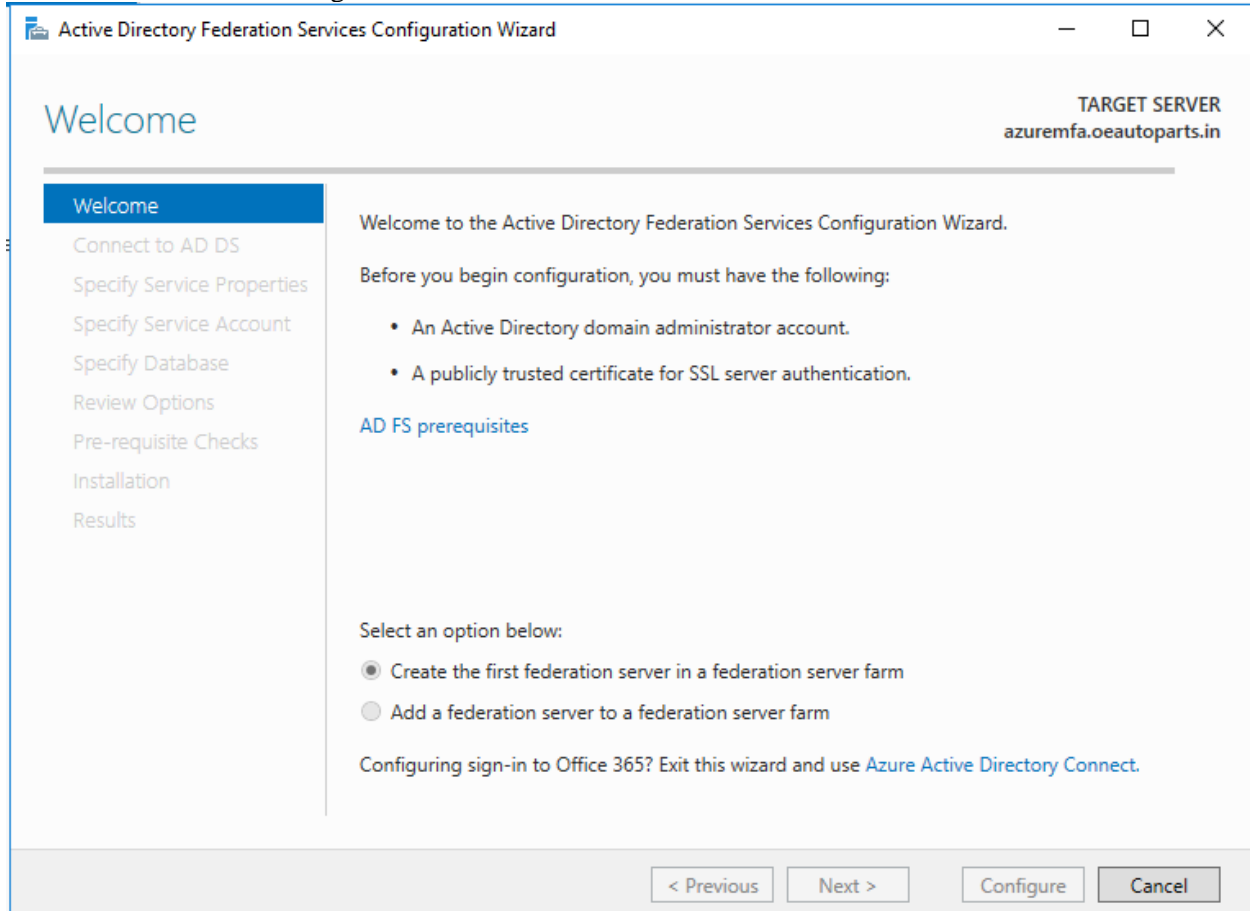 Active Directory Federation Services Configuration Wizard
Welcome
TARGET SERVER
azuremfa.oeautoparts.in
Welcome
Connect to AD DS
Specify Service Properties
Specify Service Account
Specify Database
Review Options
Pre-requisite Checks
Installation
Results
Welcome to the Active Directory Federation Services Configuration Wizard.
Before you begin configuration, you must have the following:
• An Active Directory domain administrator account.
• A publicly trusted certificate for SSL server authentication.
AD FS prerequisites
Select an option below:
Create the first federation server in a federation server farm
Add a federation server to a federation server farm
Configuring sign-in to Office 365? Exit this wizard and use Azure Active Directory Connect.
< Previous
Next >
Configure
Cancel